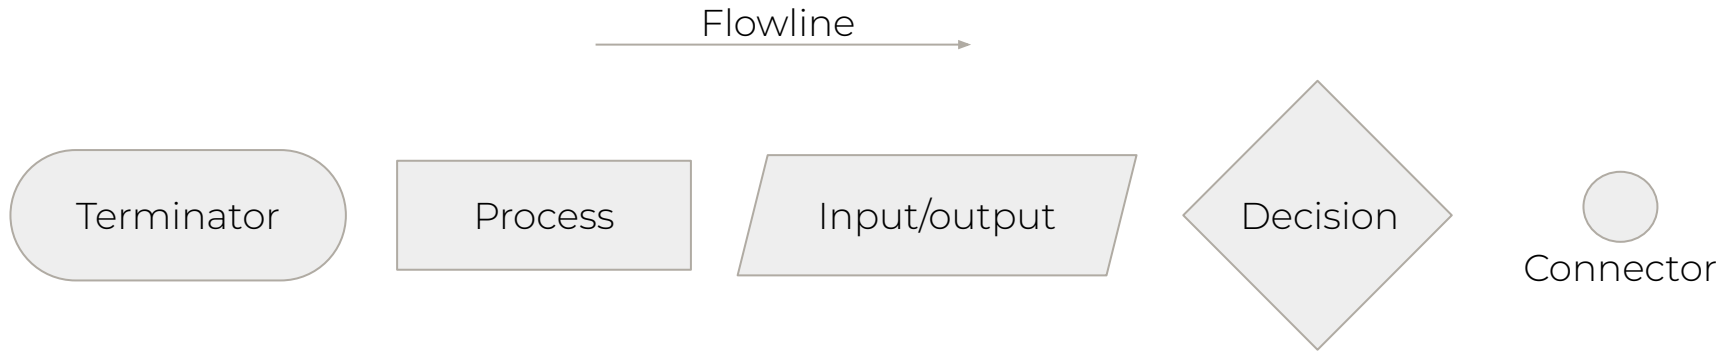 Flowline
Terminator
Process
Input/output
Decision
Connector